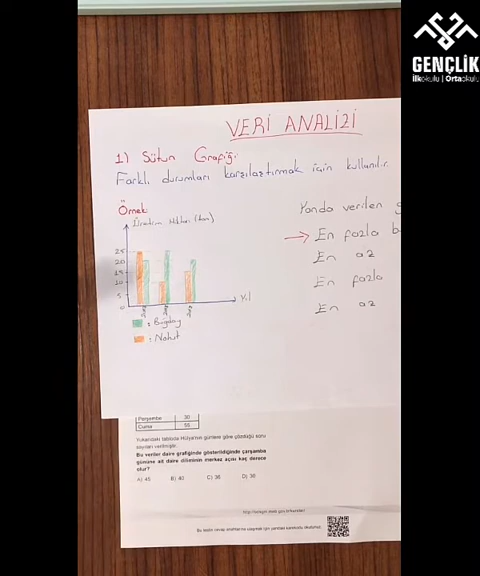 GENÇLİK
İlkokulu | Ortaokulu
VERİ ANALİZİ
1) Sütun Grafiği
Farklı durumları karşılaştırmak için kullanılır.
Örnek
Üretim Miktarı (ton)
25
20
15
10
5
0
Yıl
: Buğday
: Nohut
Yanda verilen
→ En fazla
En az
En fazla
En az
Perşembe 30
Cuma 55
Yukarıdaki tabloda Hülya'nın günlere göre çözdüğü soru
sayıları verilmiştir.
Bu veriler daire grafiğinde gösterildiğinde çarşamba
gününe ait daire diliminin merkez açısı kaç derece
olur?
A) 45 B) 40 C) 36 D) 30